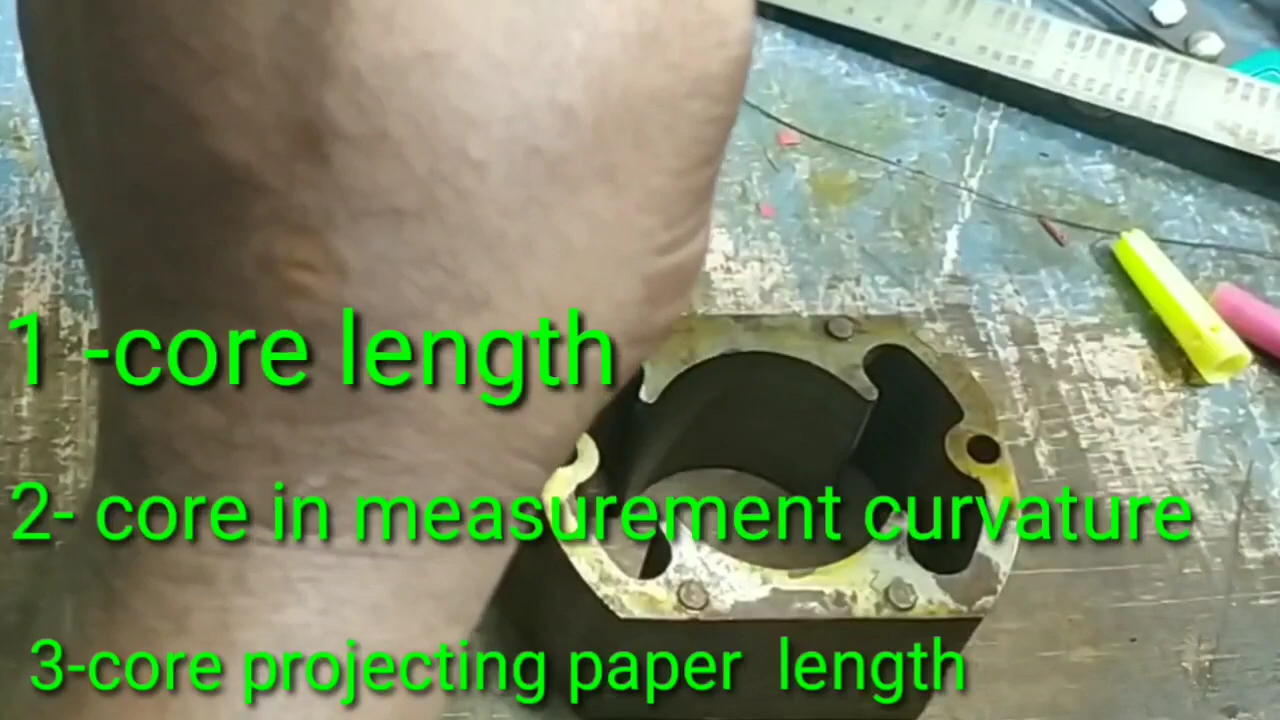 1 -core length
2- core in measurement curvature
3-core projecting paper length